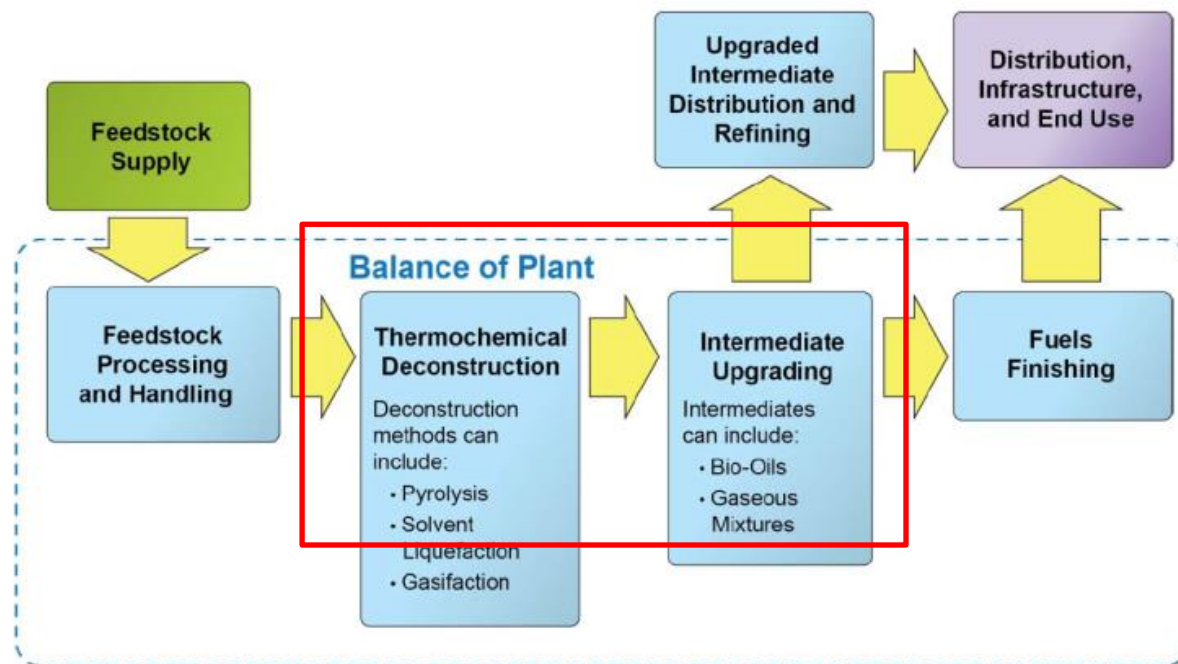 Feedstock
Supply
Upgraded
Intermediate
Distribution and
Refining
Distribution,
Infrastructure,
and End Use
Balance of Plant
Feedstock
Processing
and Handling
Thermochemical
Deconstruction
Deconstruction
methods can
include:
• Pyrolysis
• Solvent
Liquefaction
• Gasifaction
Intermediate
Upgrading
Intermediates
can include:
• Bio-Oils
• Gaseous
Mixtures
Fuels
Finishing